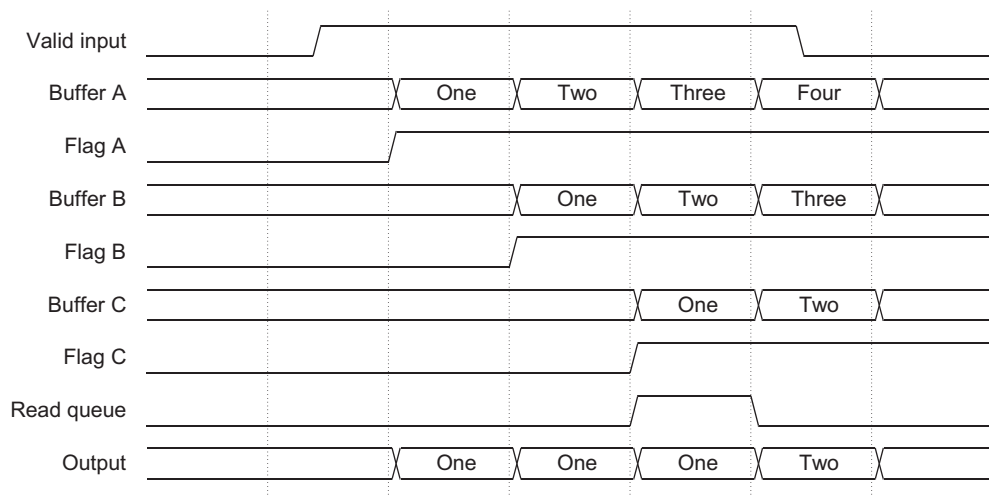 Valid input
Buffer A One Two Three Four
Flag A
Buffer B One Two Three
Flag B
Buffer C One Two
Flag C
Read queue
Output One One One Two